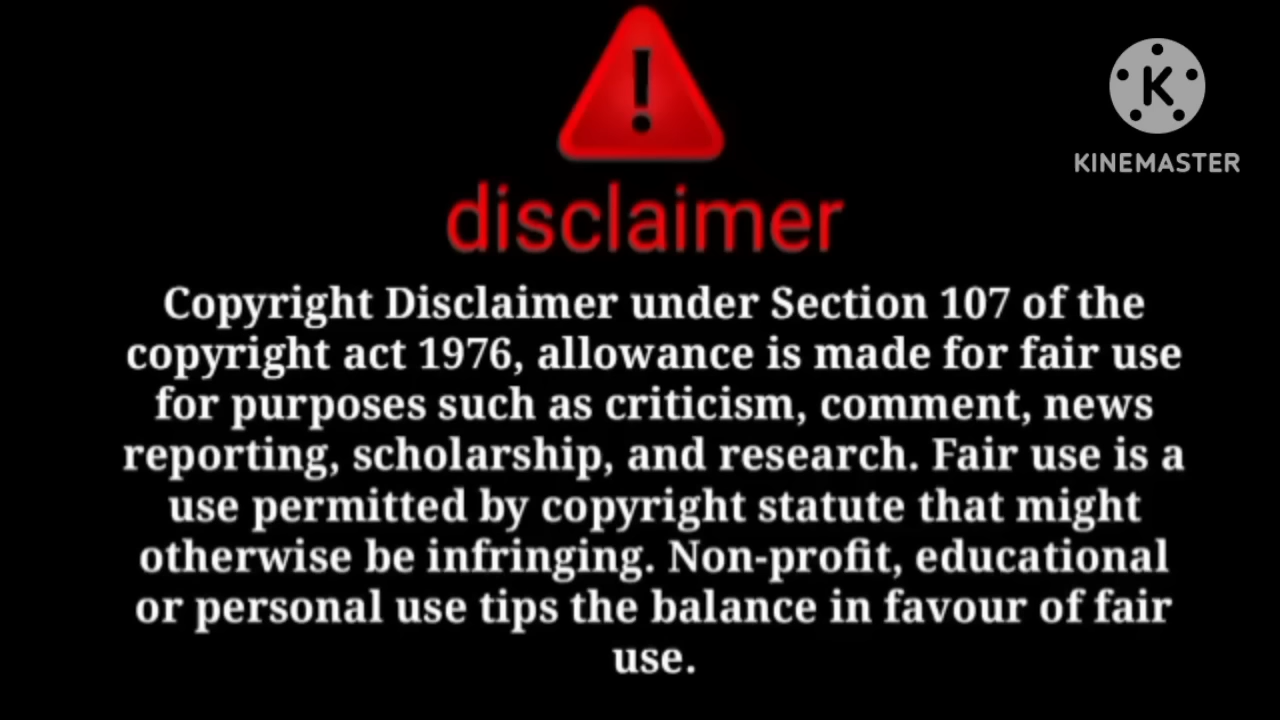 !
K
KINEMASTER
disclaimer
Copyright Disclaimer under Section 107 of the
copyright act 1976, allowance is made for fair use
for purposes such as criticism, comment, news
reporting, scholarship, and research. Fair use is a
use permitted by copyright statute that might
otherwise be infringing. Non-profit, educational
or personal use tips the balance in favour of fair
use.